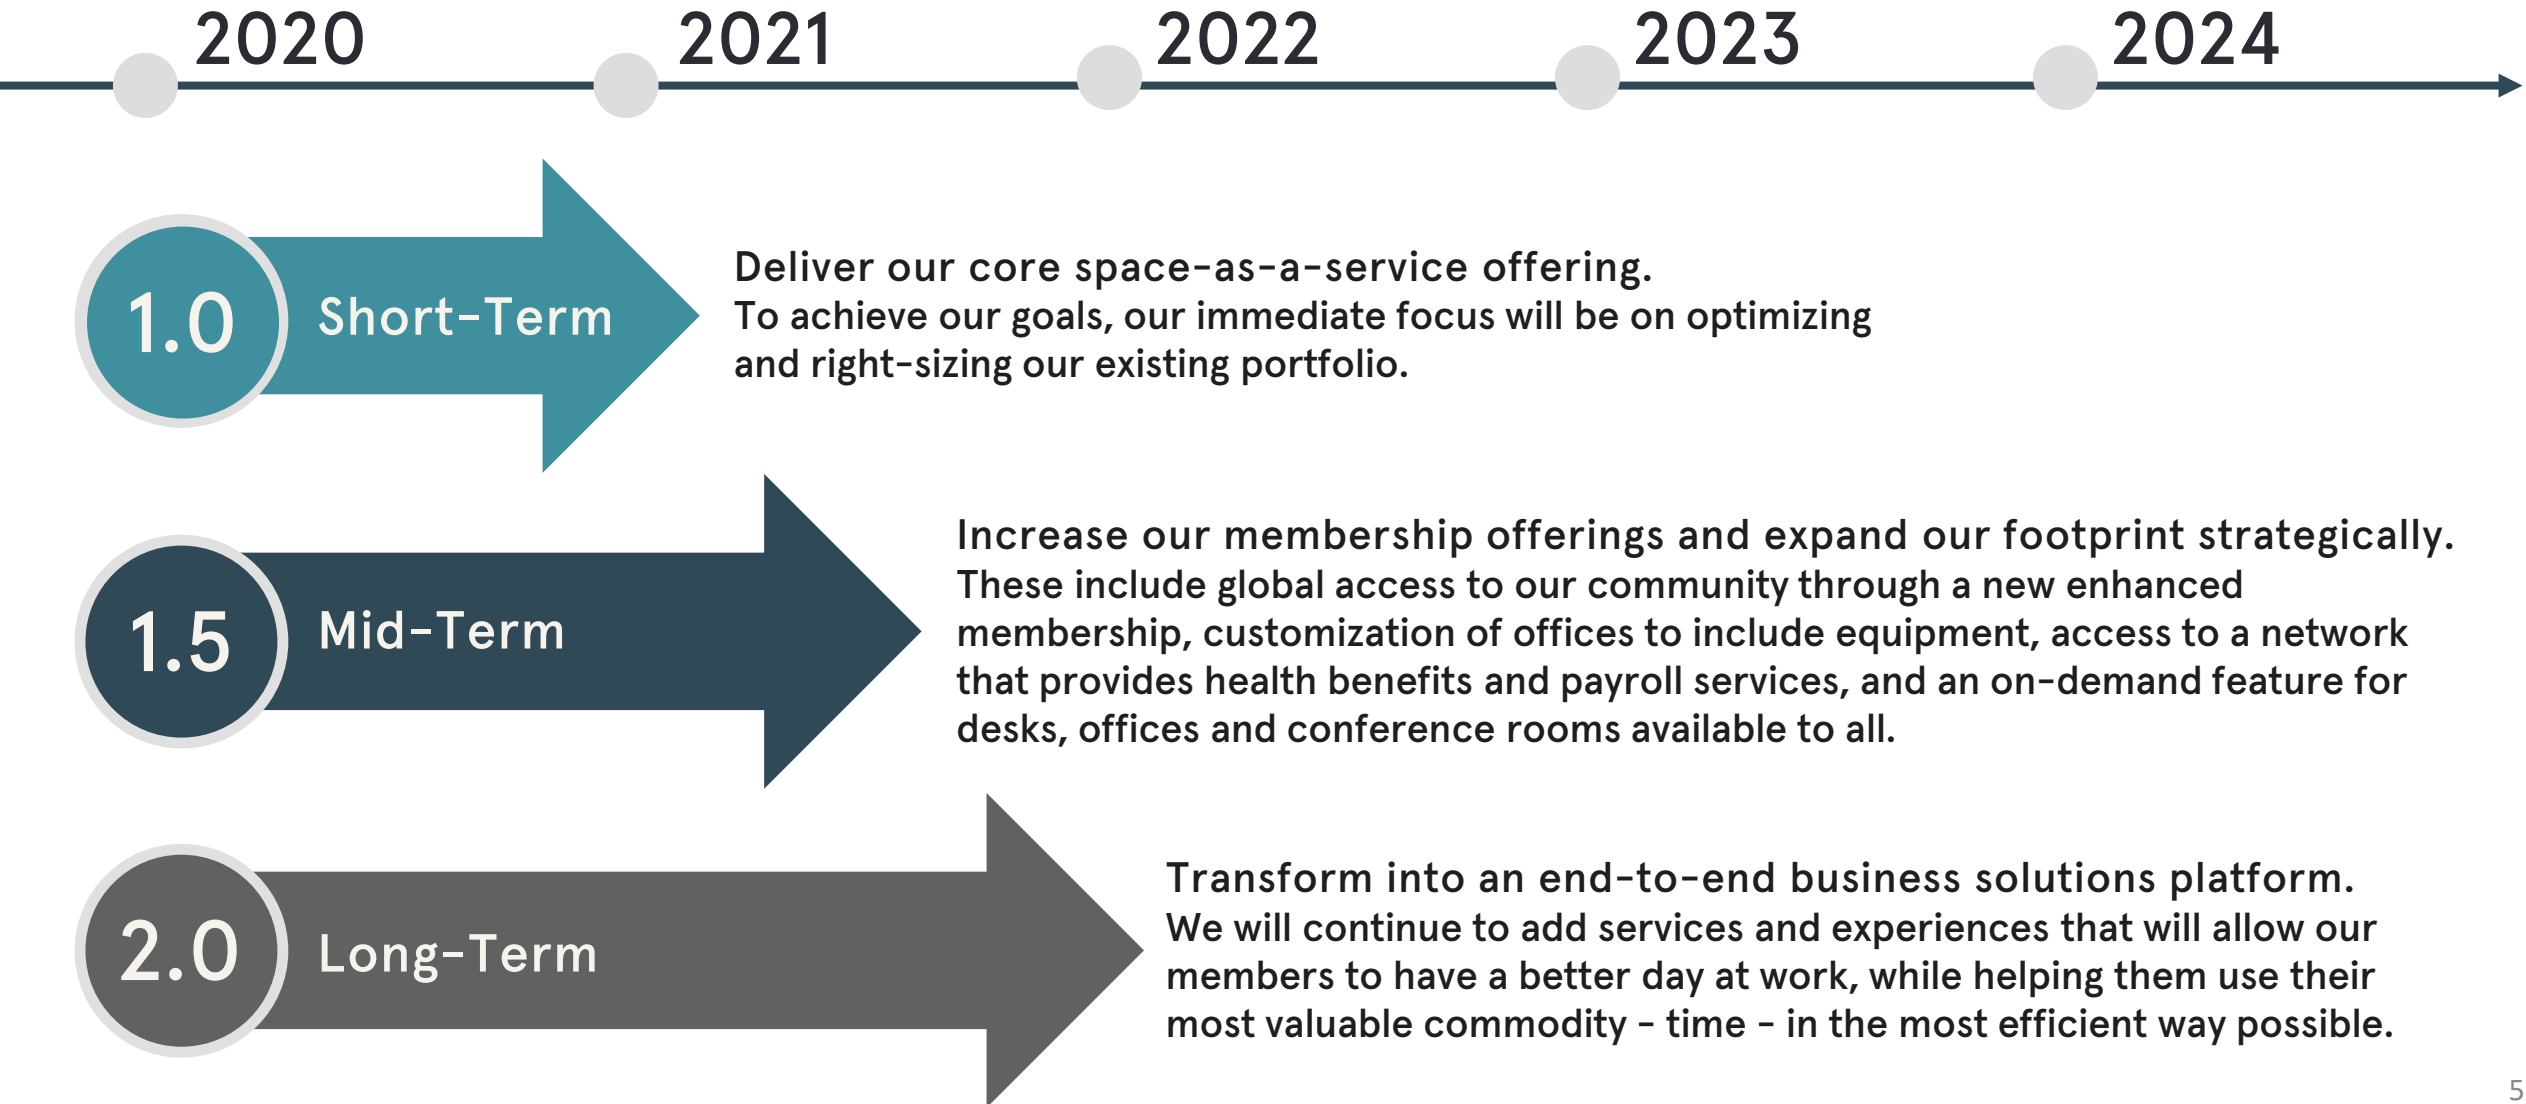 2020 2021 2022 2023 2024
1.0 Short-Term
Deliver our core space-as-a-service offering.
To achieve our goals, our immediate focus will be on optimizing
and right-sizing our existing portfolio.
1.5 Mid-Term
Increase our membership offerings and expand our footprint strategically.
These include global access to our community through a new enhanced
membership, customization of offices to include equipment, access to a network
that provides health benefits and payroll services, and an on-demand feature for
desks, offices and conference rooms available to all.
2.0 Long-Term
Transform into an end-to-end business solutions platform.
We will continue to add services and experiences that will allow our
members to have a better day at work, while helping them use their
most valuable commodity - time - in the most efficient way possible.
5